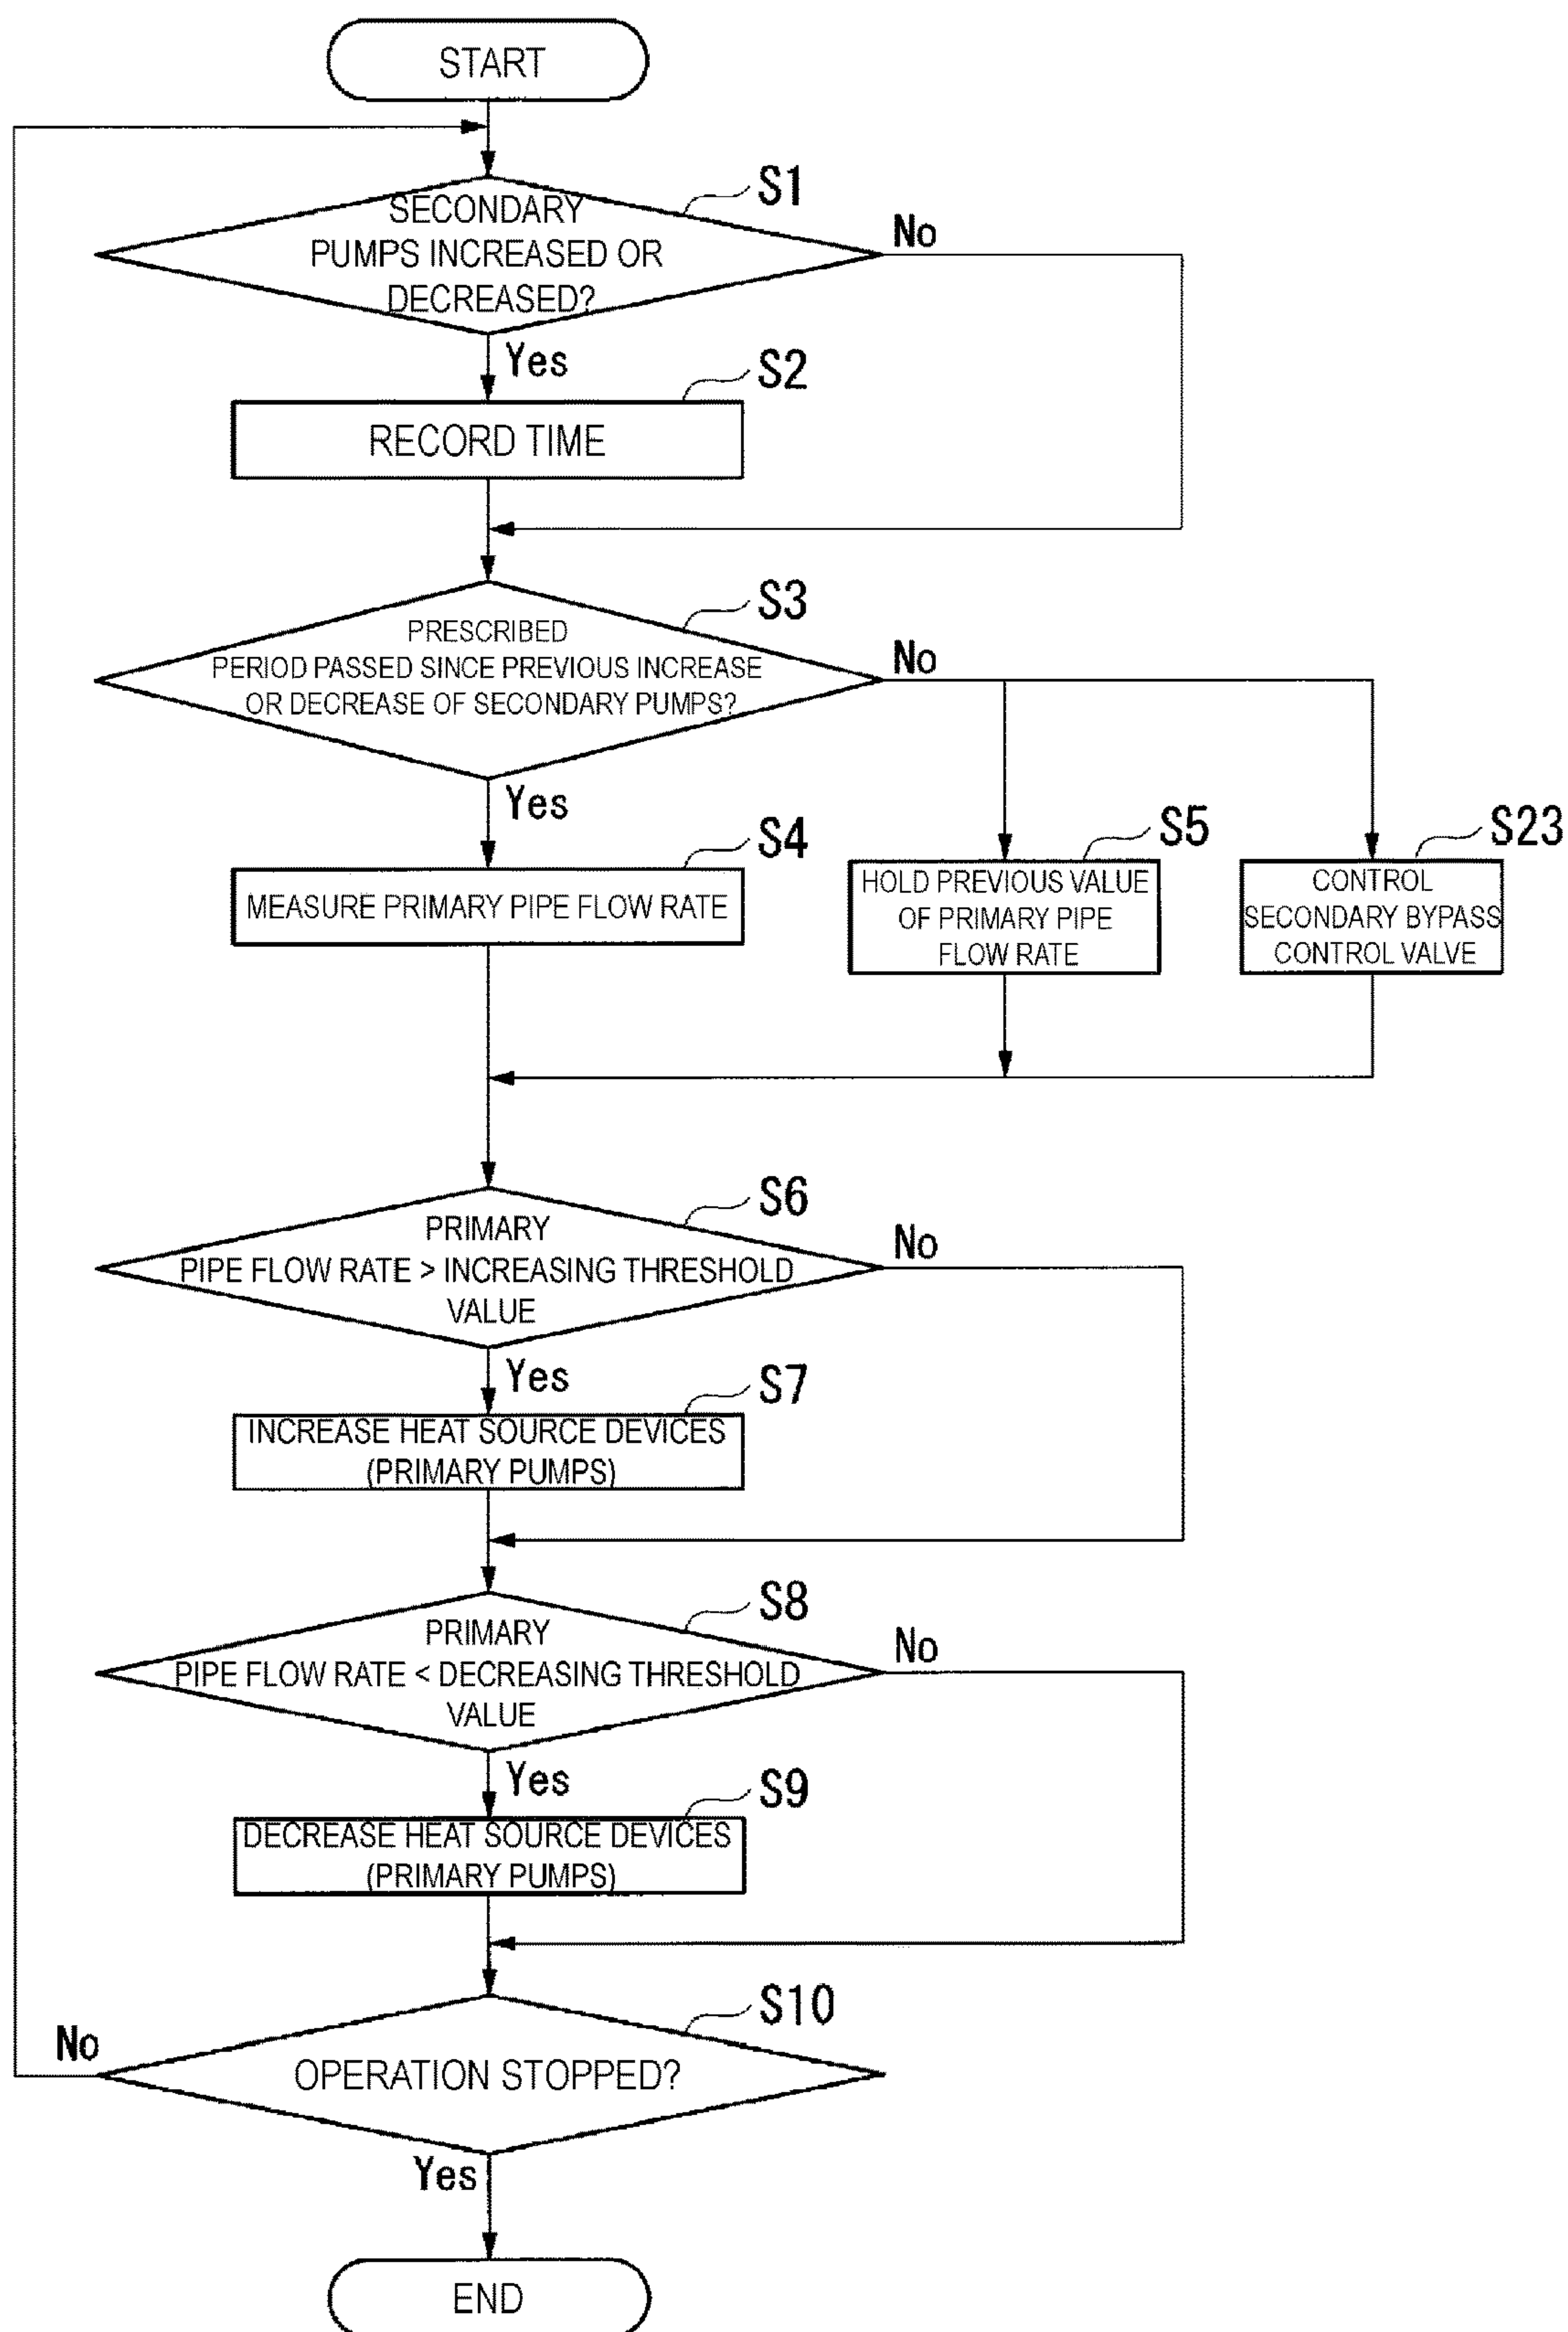 START
S1
SECONDARY
PUMPS INCREASED OR
DECREASED?
No
Yes
S2
RECORD TIME
S3
PRESCRIBED
PERIOD PASSED SINCE PREVIOUS INCREASE
OR DECREASE OF SECONDARY PUMPS?
No
Yes
S4
MEASURE PRIMARY PIPE FLOW RATE
S5
HOLD PREVIOUS VALUE
OF PRIMARY PIPE
FLOW RATE
S23
CONTROL
SECONDARY BYPASS
CONTROL VALVE
S6
PRIMARY
PIPE FLOW RATE > INCREASING THRESHOLD
VALUE
No
Yes
S7
INCREASE HEAT SOURCE DEVICES
(PRIMARY PUMPS)
S8
PRIMARY
PIPE FLOW RATE < DECREASING THRESHOLD
VALUE
No
Yes
S9
DECREASE HEAT SOURCE DEVICES
(PRIMARY PUMPS)
S10
OPERATION STOPPED?
No
Yes
END